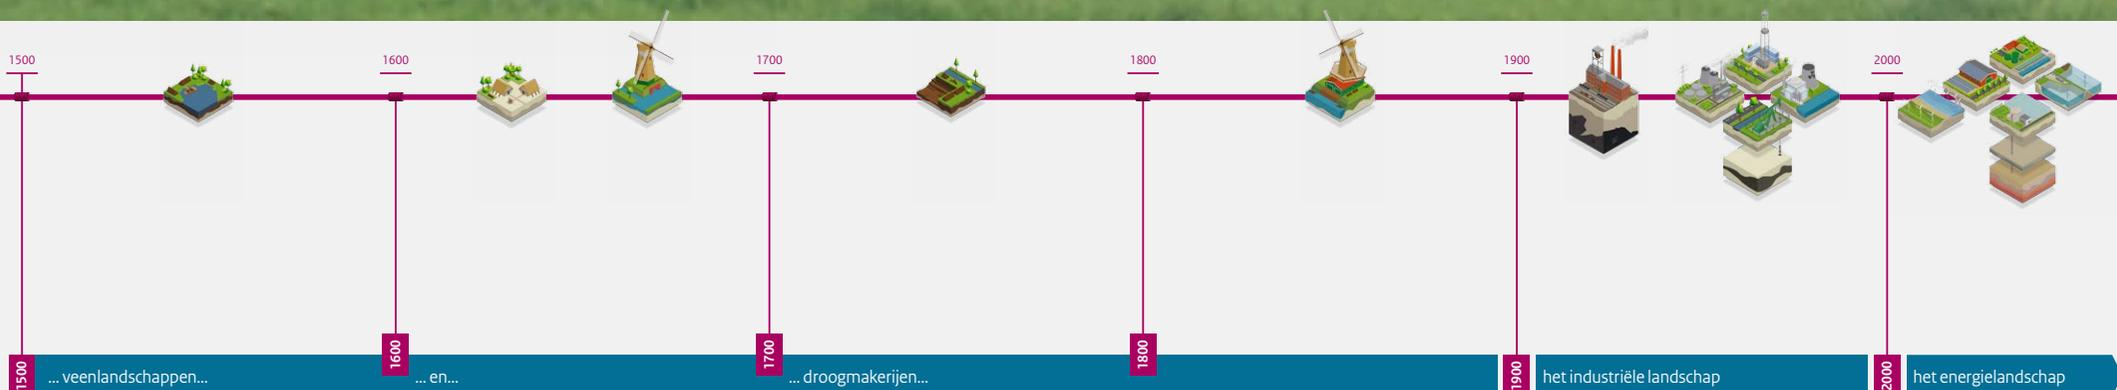 1500
1600
1700
1800
1900
2000
1500
1600
1700
1800
1900
2000
... veenlandschappen...
... en...
... droogmakerijen...
het industriële landschap
het energielandschap